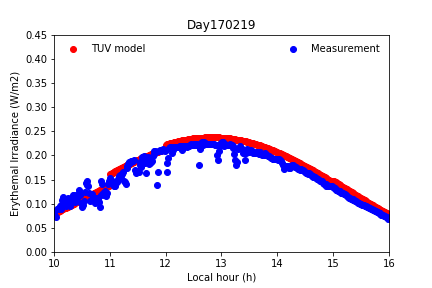 Day170219
TUV model
Measurement
Erythemal Irradiance (W/m2)
0.45
0.40
0.35
0.30
0.25
0.20
0.15
0.10
0.05
0.00
10 11 12 13 14 15 16
Local hour (h)